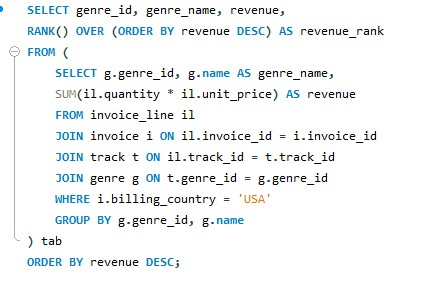 SELECT genre_id, genre_name, revenue,
RANK() OVER (ORDER BY revenue DESC) AS revenue_rank
FROM (
SELECT g.genre_id, g.name AS genre_name,
SUM(il.quantity * il.unit_price) AS revenue
FROM invoice_line il
JOIN invoice i ON il.invoice_id = i.invoice_id
JOIN track t ON il.track_id = t.track_id
JOIN genre g ON t.genre_id = g.genre_id
WHERE i.billing_country = 'USA'
GROUP BY g.genre_id, g.name
) tab
ORDER BY revenue DESC;